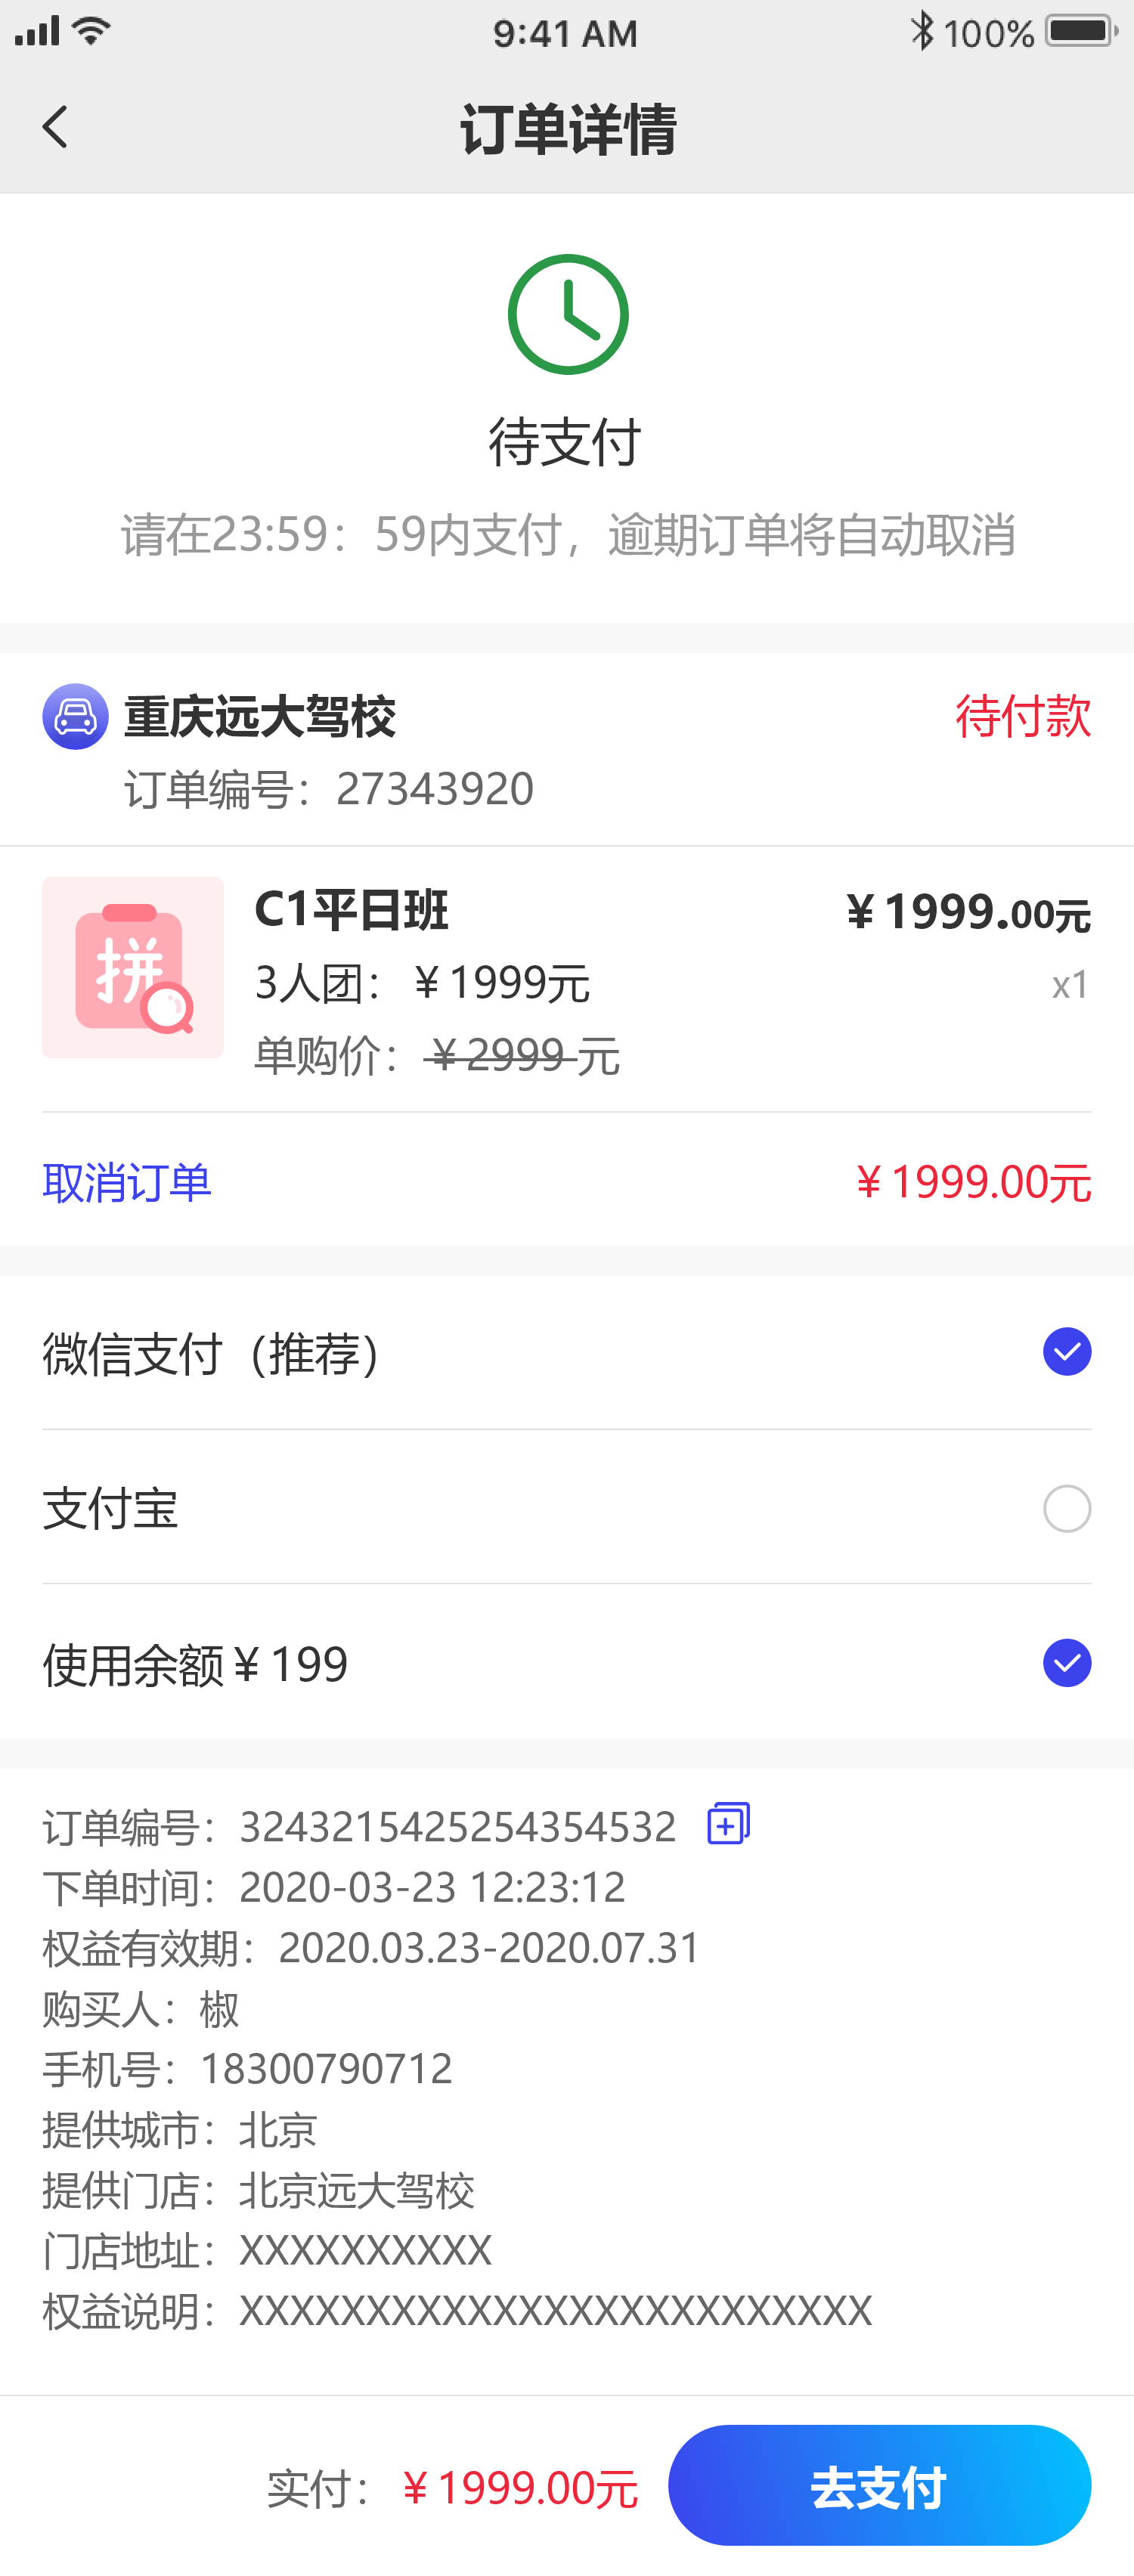 9:41 AM
100%
订单详情
待支付
请在23:59：59内支付，逾期订单将自动取消
重庆远大驾校
待付款
订单编号：27343920
拼
C1平日班
¥1999.00元
3人团：¥1999元
x1
单购价：¥2999 元
取消订单
¥1999.00元
微信支付（推荐）
支付宝
使用余额¥199
订单编号：3243215425254354532
下单时间：2020-03-23 12:23:12
权益有效期：2020.03.23-2020.07.31
购买人：椒
手机号：18300790712
提供城市：北京
提供门店：北京远大驾校
门店地址：XXXXXXXXXX
权益说明：XXXXXXXXXXXXXXXXXXXXXXXXX
实付：¥1999.00元
去支付